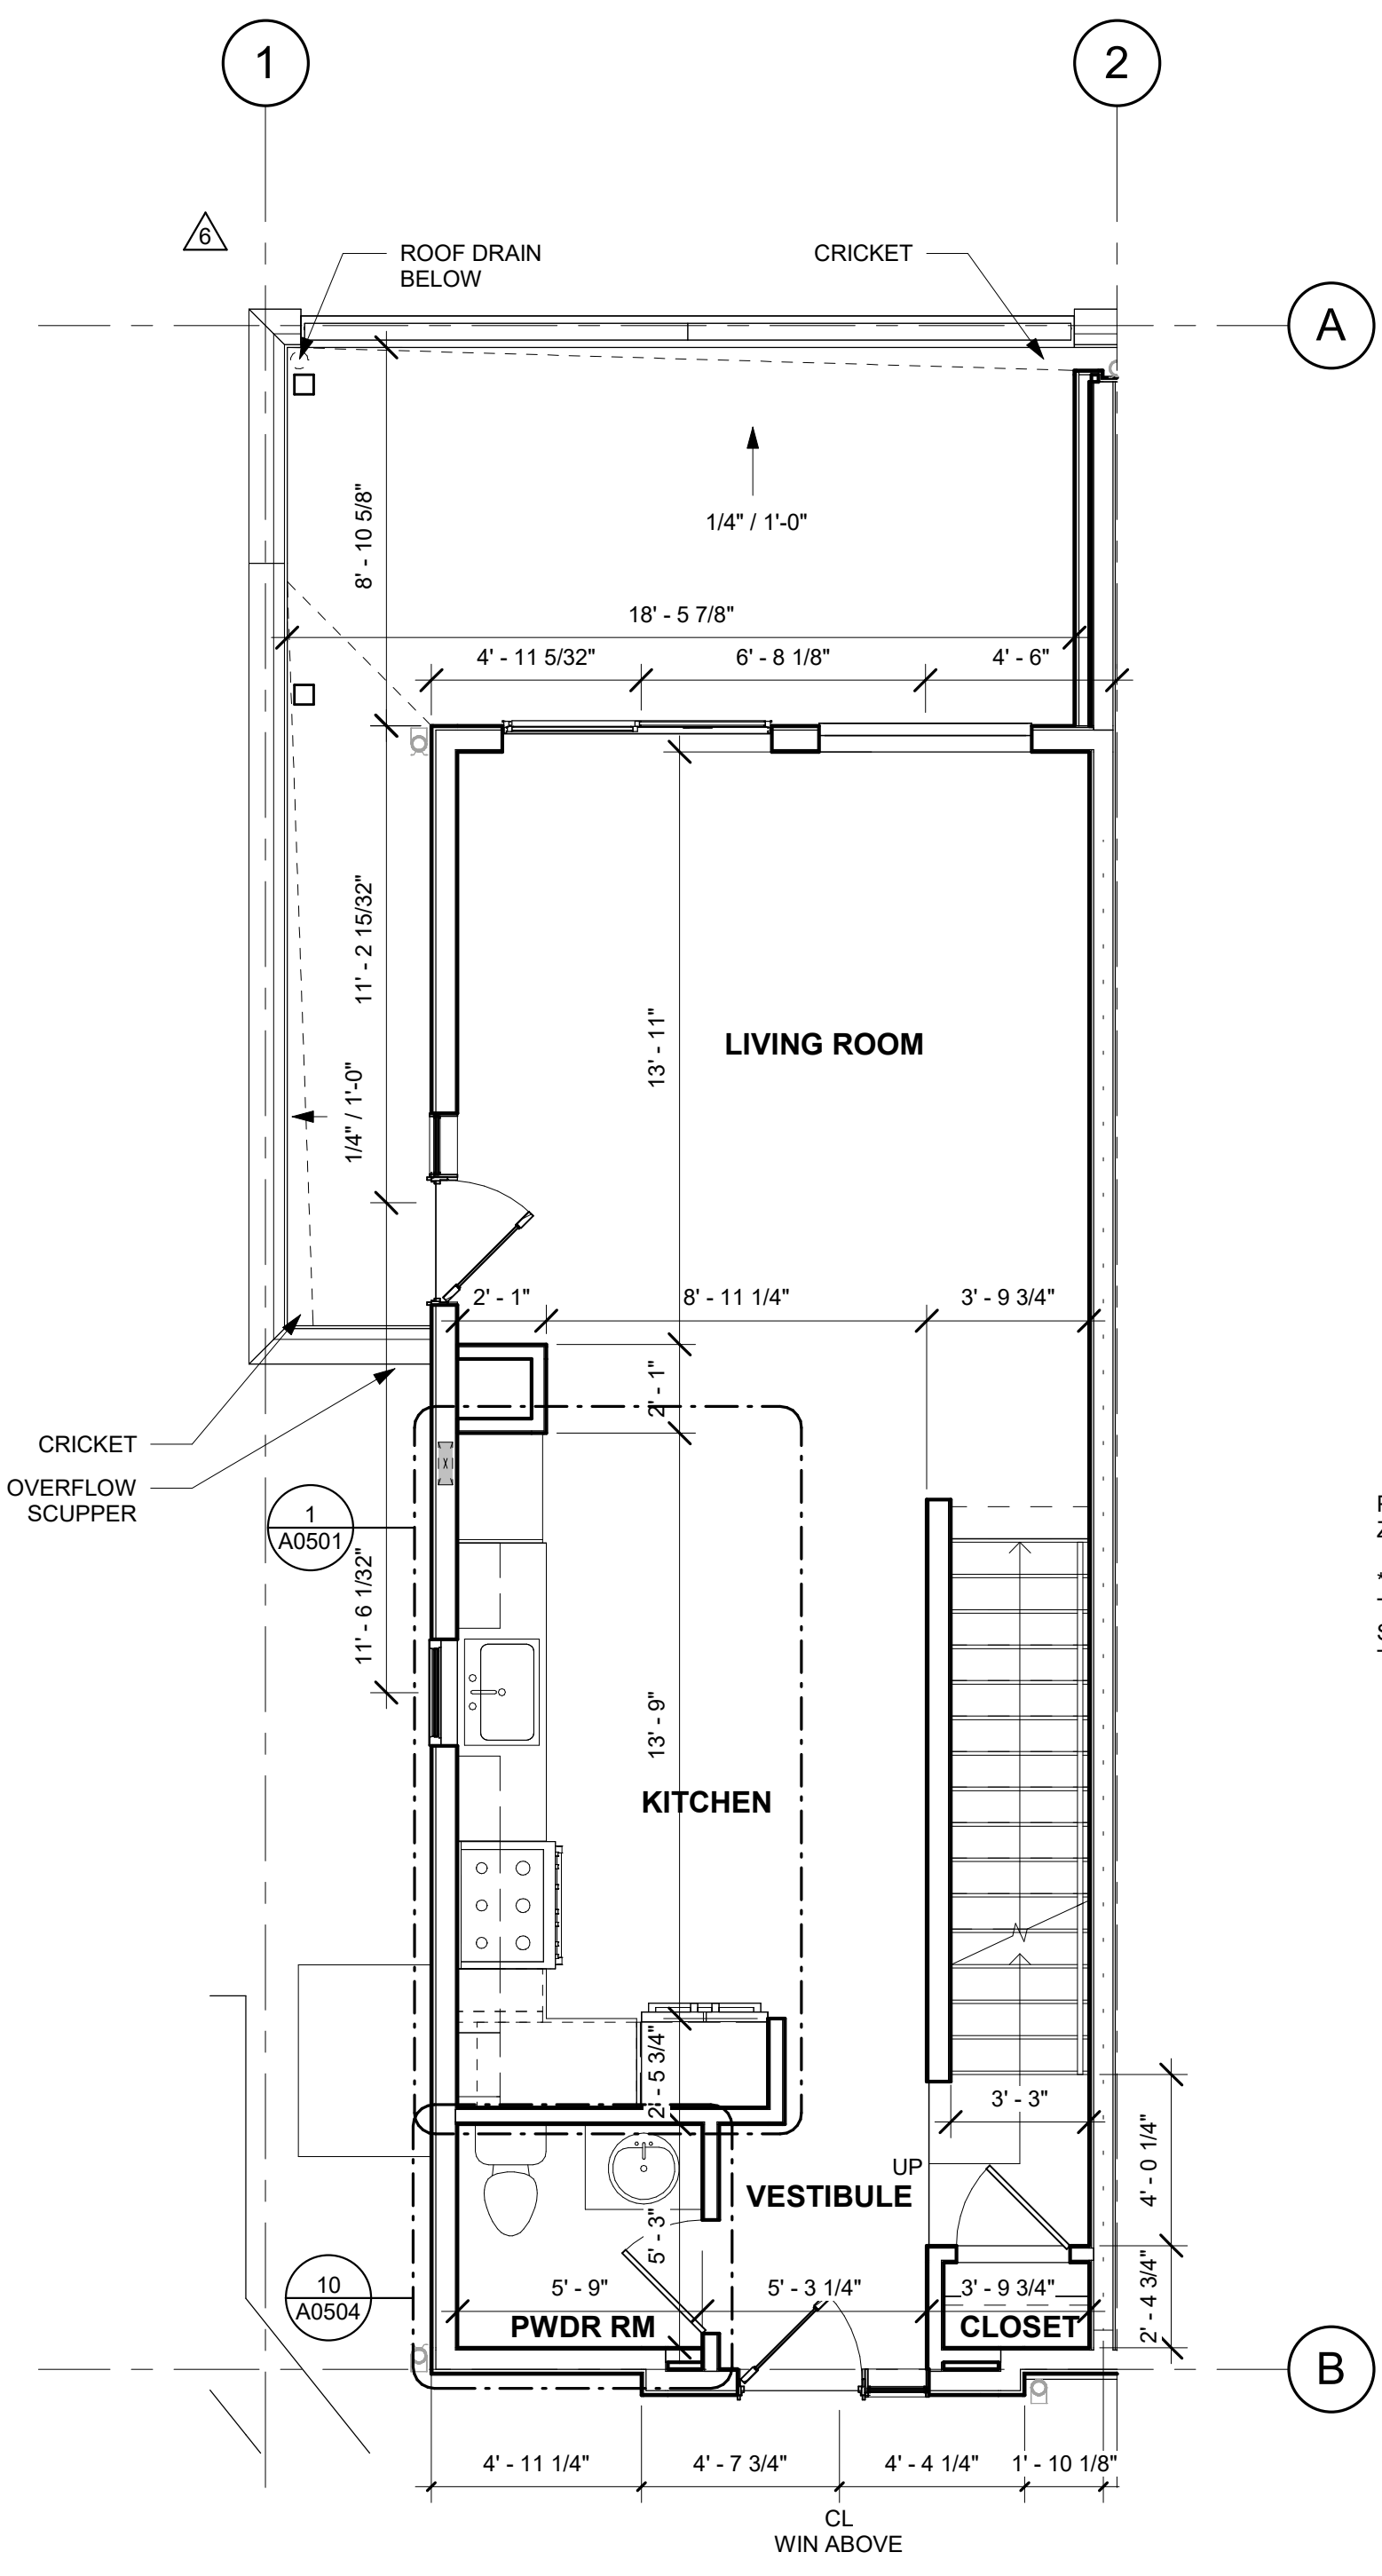 1
2
6
ROOF DRAIN
BELOW
CRICKET
A
8' - 10 5/8"
1/4" / 1'-0"
18' - 5 7/8"
4' - 11 5/32"
6' - 8 1/8"
4' - 6"
11' - 2 15/32"
13' - 11"
LIVING ROOM
1/4" / 1'-0"
2' - 1"
8' - 11 1/4"
3' - 9 3/4"
2' - 1"
CRICKET
OVERFLOW
SCUPPER
1
A0501
11' - 6 1/32"
13' - 9"
KITCHEN
2' - 5 3/4"
3' - 3"
UP
4' - 0 1/4"
VESTIBULE
5' - 3"
10
A0504
5' - 9"
5' - 3 1/4"
3' - 9 3/4"
2' - 4 3/4"
PWDR RM
CLOSET
B
4' - 11 1/4"
4' - 7 3/4"
4' - 4 1/4"
1' - 10 1/8"
CL
WIN ABOVE